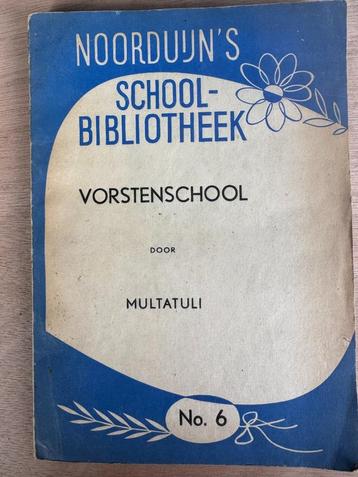 NOORDUIJN'S
SCHOOL-
BIBLIOTHEEK
VORSTENSCHOOL
DOOR
MULTATULI
No. 6